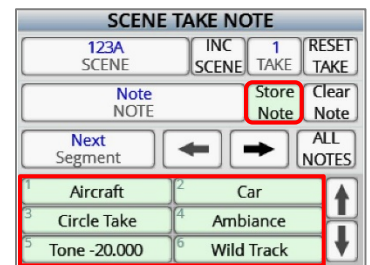 SCENE TAKE NOTE
123A INC 1 RESET
SCENE SCENE TAKE TAKE
Note Store Clear
NOTE Note Note
Next ALL
Segment NOTES
1 Aircraft 2 Car
3 Circle Take 4 Ambiance
5 Tone -20.000 6 Wild Track